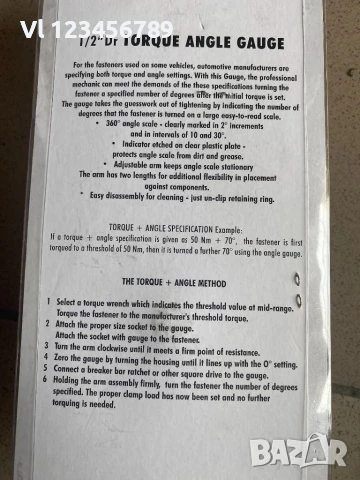 Vl 123456789
1/2" Dr TORQUE ANGLE GAUGE
For the fasteners used on some vehicles, automotive manufacturers are
specifying both torque and angle settings. With this Gauge, the professional
mechanic can meet the demands of the these specifications turning the
fastener a specified number of degrees after the initial torque is set.
The gauge takes the guesswork out of tightening by indicating the number of
degrees that the fastener is turned on a large easy-to-read scale.
• 360° angle scale - clearly marked in 2° increments
and in intervals of 10 and 30°.
• Indicator etched on clear plastic plate -
protects angle scale from dirt and grease.
• Adjustable arm keeps angle scale stationary
The arm has two lengths for additional flexibility in placement
against components.
• Easy disassembly for cleaning - just un-clip retaining ring.
TORQUE + ANGLE SPECIFICATION Example:
If a torque + angle specification is given as 50 Nm + 70°, the fastener is first
torqued to a threshold of 50 Nm, then it is turned a further 70° using the angle gauge.
THE TORQUE + ANGLE METHOD
1 Select a torque wrench which indicates the threshold value at mid-range.
Torque the fastener to the manufacturer's threshold torque.
2 Attach the proper size socket to the gauge.
Attach the socket with gauge to the fastener.
3 Turn the arm clockwise until it meets a firm point of resistance.
4 Zero the gauge by turning the housing until it lines up with the O° setting.
5 Connect a breaker bar ratchet or other square drive to the gauge.
6 Holding the arm assembly firmly, turn the fastener the number of degrees
specified. The proper clamp load has now been set and no further
torquing is needed.
BAZAR
bg